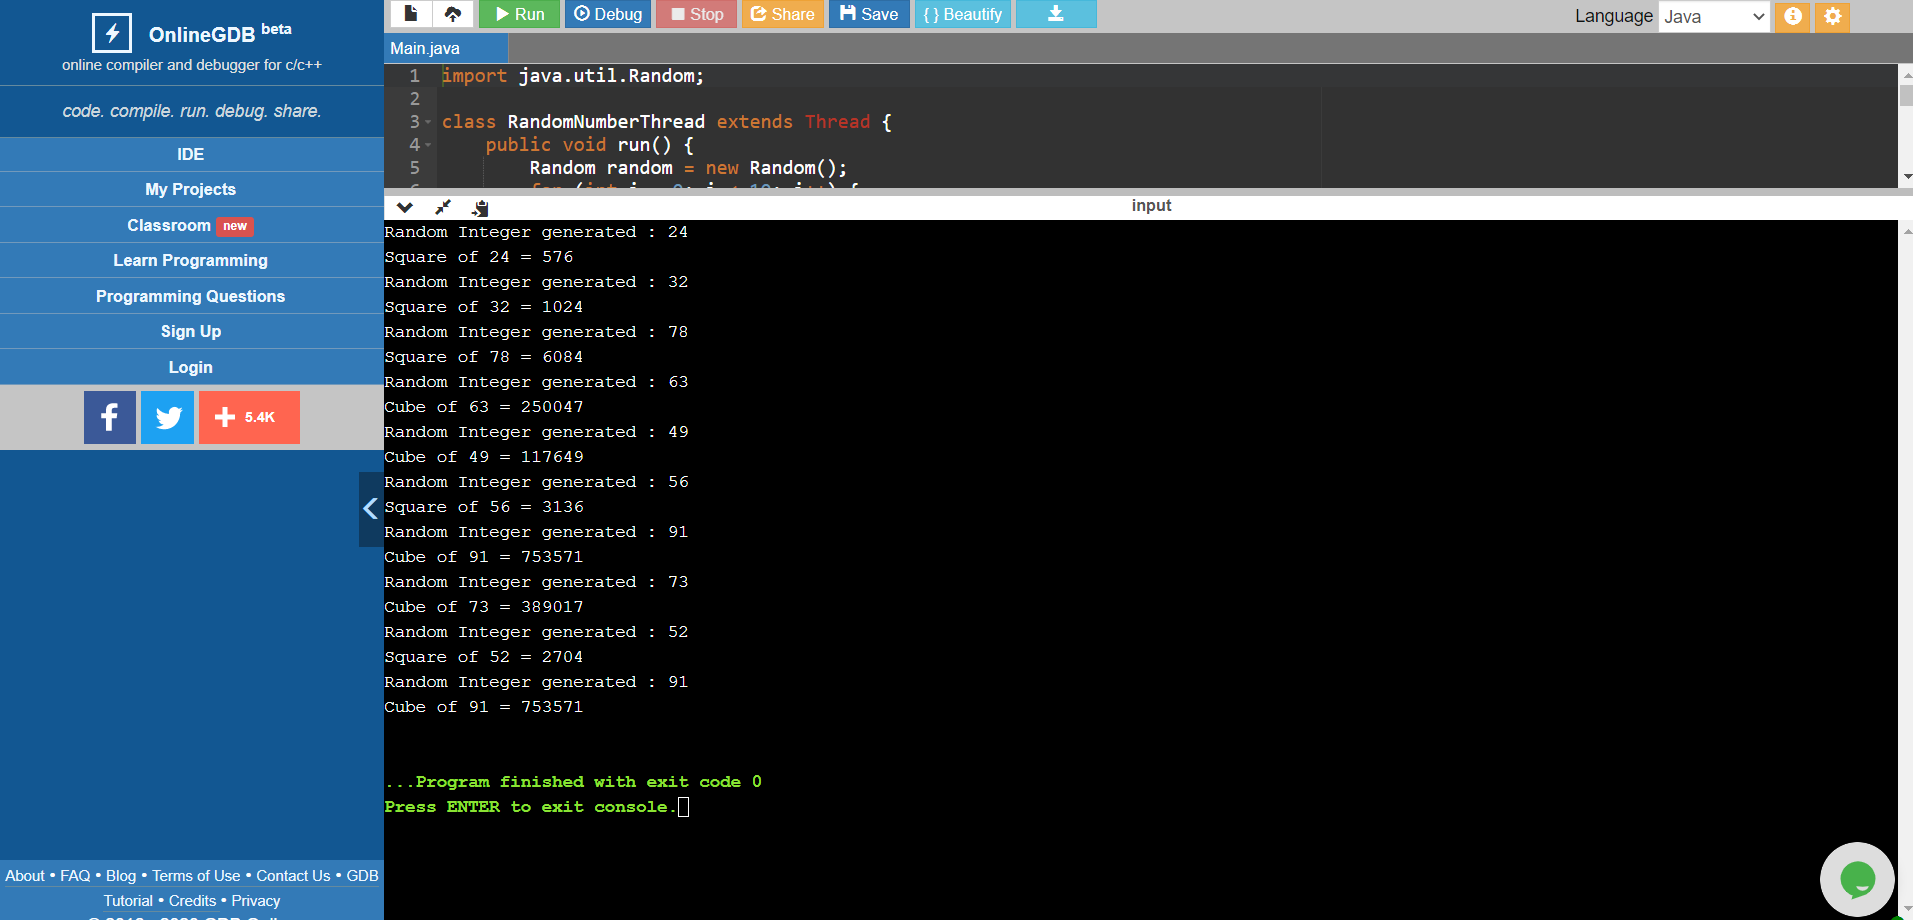 OnlineGDB beta
online compiler and debugger for c/c++
code. compile. run. debug. share.
IDE
My Projects
Classroom new
Learn Programming
Programming Questions
Sign Up
Login
5.4K
About • FAQ • Blog • Terms of Use • Contact Us • GDB
Tutorial • Credits • Privacy
Run Debug Stop Share Save { } Beautify
Language Java
Main.java
1 import java.util.Random;
2
3 class RandomNumberThread extends Thread {
4 public void run() {
5 Random random = new Random();
input
Random Integer generated : 24
Square of 24 = 576
Random Integer generated : 32
Square of 32 = 1024
Random Integer generated : 78
Square of 78 = 6084
Random Integer generated : 63
Cube of 63 = 250047
Random Integer generated : 49
Cube of 49 = 117649
Random Integer generated : 56
Square of 56 = 3136
Random Integer generated : 91
Cube of 91 = 753571
Random Integer generated : 73
Cube of 73 = 389017
Random Integer generated : 52
Square of 52 = 2704
Random Integer generated : 91
Cube of 91 = 753571
...Program finished with exit code 0
Press ENTER to exit console.